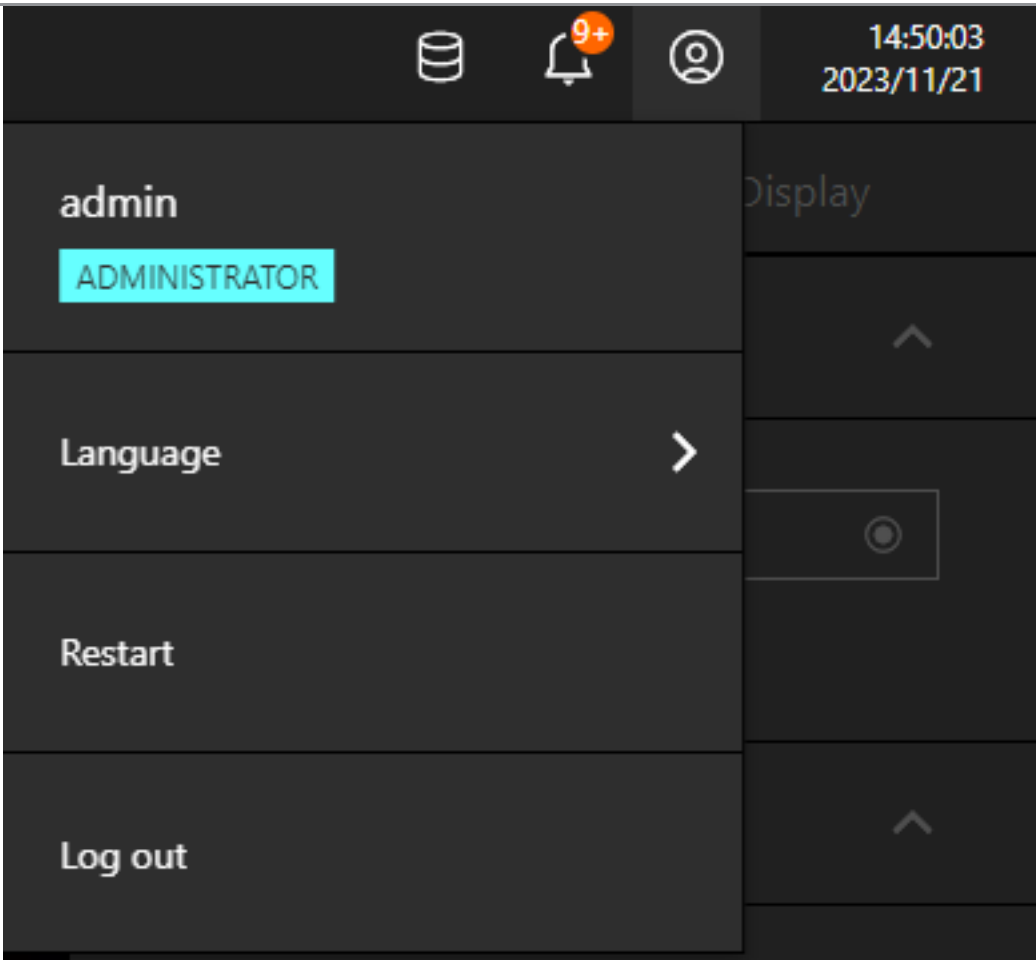 9+
14:50:03
2023/11/21
admin
Display
ADMINISTRATOR
Language
Restart
Log out